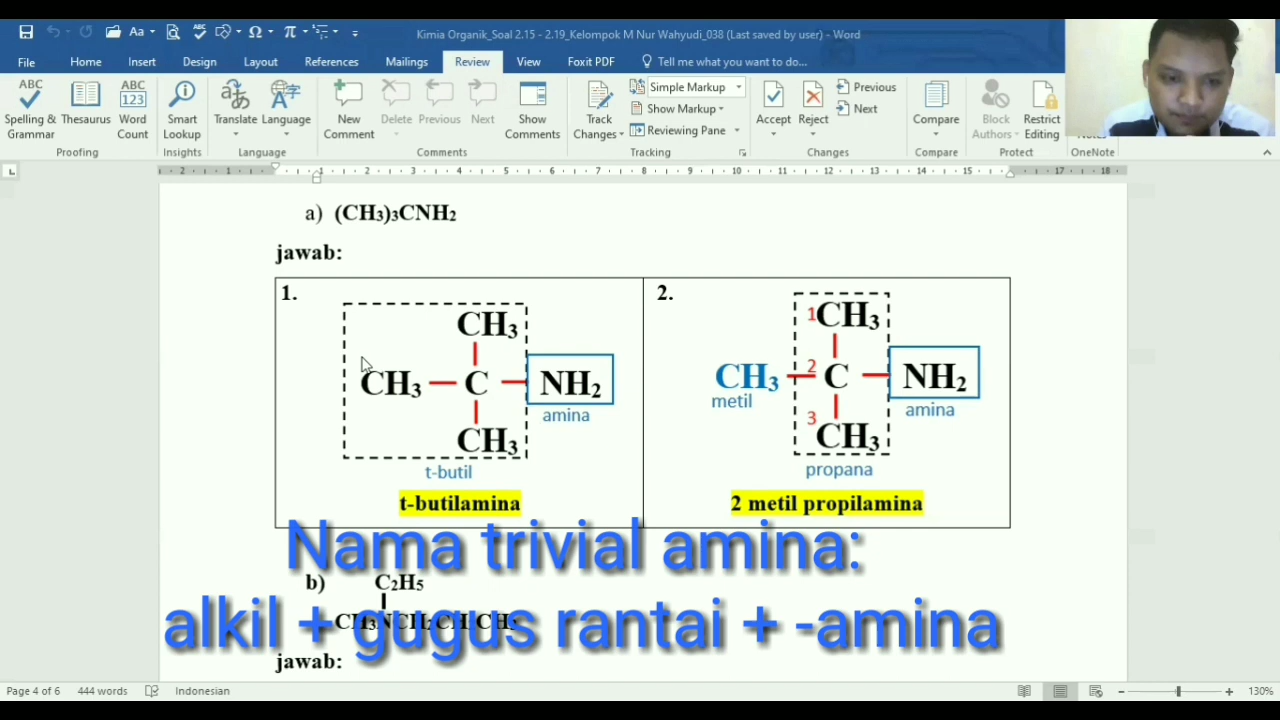 Kimia Organik_Soal 2.15 - 2.19_Kelompok M Nur Wahyudi_038 (Last saved by user) - Word
File Home Insert Design Layout References Mailings Review View Foxit PDF Tell me what you want to do...
Spelling & Grammar
Thesaurus
Word Count
Smart Lookup
Translate
Language
New Comment
Delete
Previous
Next
Show Comments
Track Changes
Simple Markup
Show Markup
Reviewing Pane
Accept
Reject
Previous
Next
Compare
Block Authors
Restrict Editing
Proofing Insights Language Comments Tracking Changes Compare Protect OneNote
a) (CH₃)₃CNH₂
jawab:
1.
CH₃
CH₃ — C — NH₂
amina
CH₃
t-butil
t-butilamina
2.
1 CH₃
CH₃ — 2 C — NH₂
metil
amina
3 CH₃
propana
2 metil propilamina
Nama trivial amina:
b) C₂H₅
alkil + gugus rantai + -amina
jawab:
Page 4 of 6 444 words Indonesian 130%